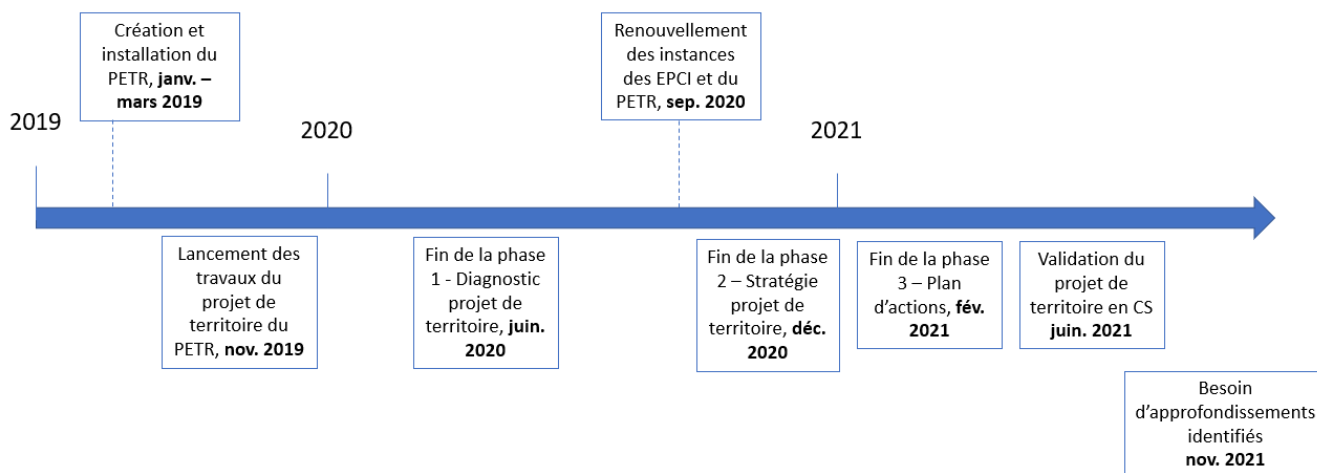 Création et
installation du
PETR, janv. –
mars 2019
Renouvellement
des instances
des EPCI et du
PETR, sep. 2020
2019
2020
2021
Lancement des
travaux du
projet de
territoire du
PETR, nov. 2019
Fin de la phase
1 - Diagnostic
projet de
territoire, juin.
2020
Fin de la phase
2 – Stratégie
projet de
territoire, déc.
2020
Fin de la phase
3 – Plan
d’actions, fév.
2021
Validation du
projet de
territoire en CS
juin. 2021
Besoin
d’approfondissements
identifiés
nov. 2021